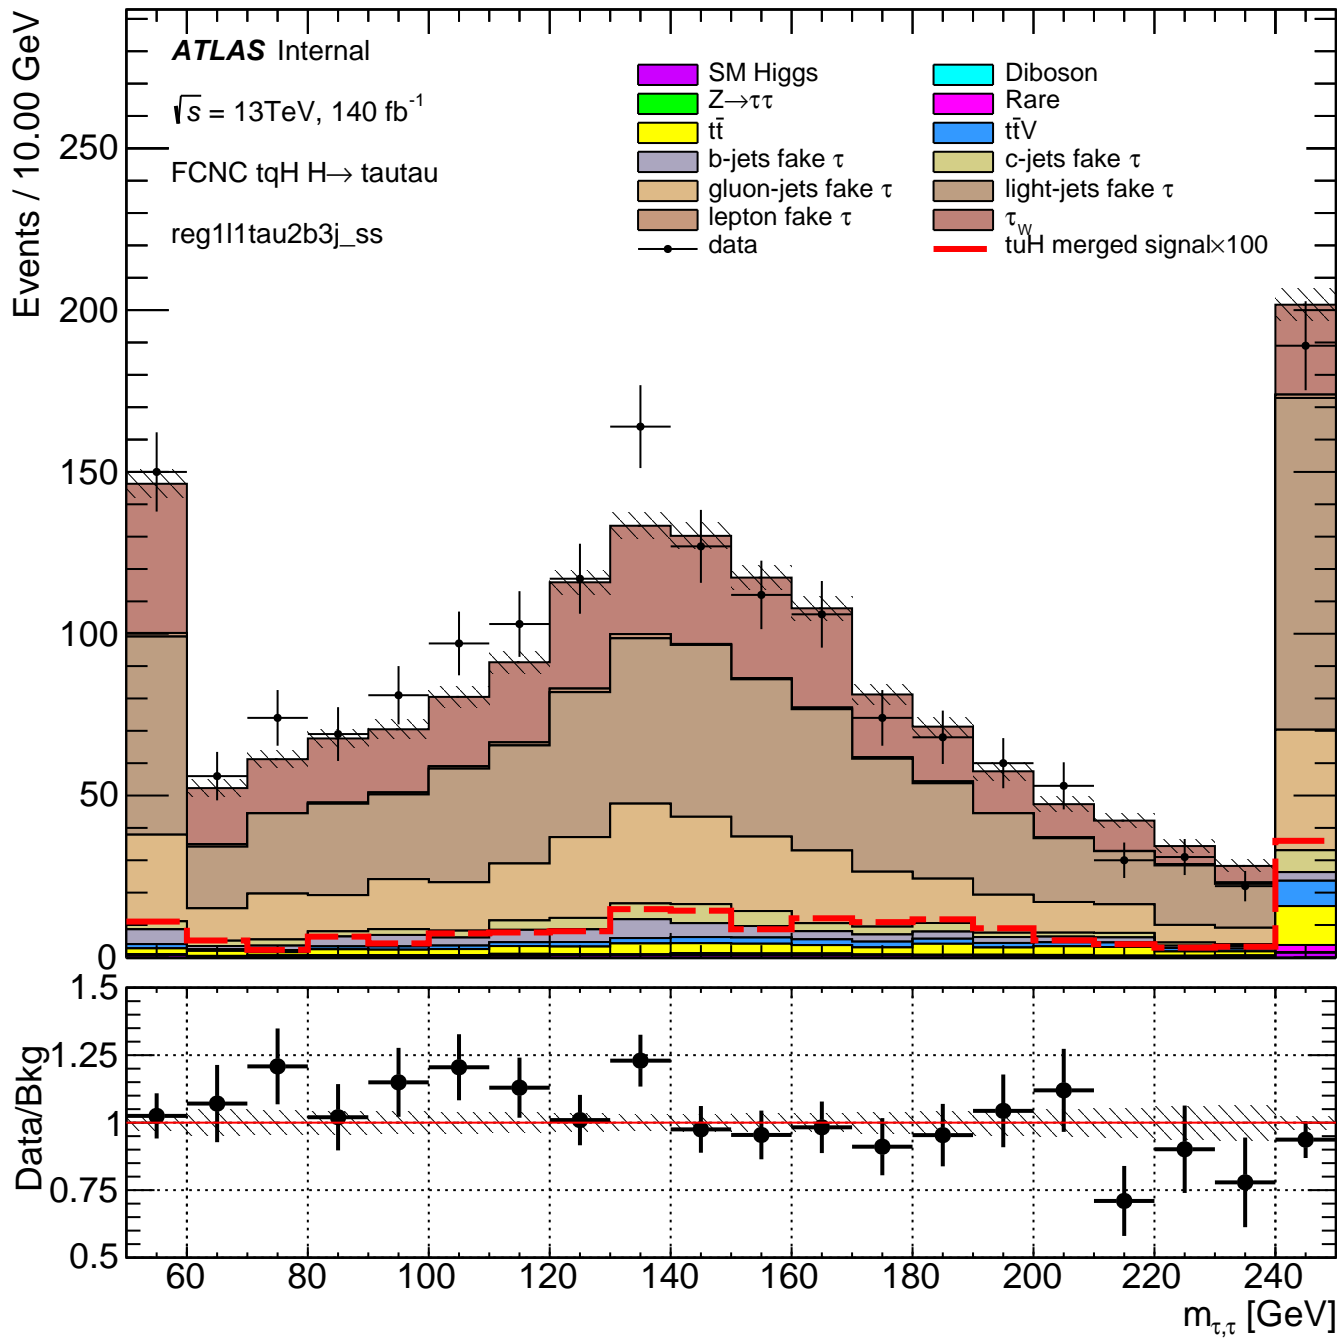 Events / 10.00 GeV
ATLAS Internal
√s = 13TeV, 140 fb⁻¹
FCNC tqH H→ tautau
reg1l1tau2b3j_ss
SM Higgs
Diboson
Z→ττ
Rare
tt̄
tt̄V
b-jets fake τ
c-jets fake τ
gluon-jets fake τ
light-jets fake τ
lepton fake τ
τ_W
data
tuH merged signal×100
250
200
150
100
50
0
Data/Bkg
1.5
1.25
1
0.75
0.5
60 80 100 120 140 160 180 200 220 240
m_τ,τ [GeV]